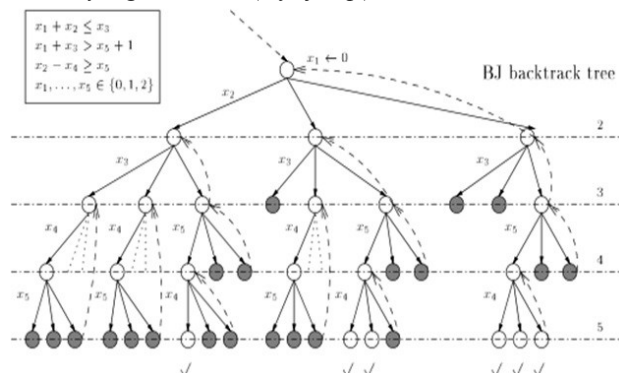 x₁ + x₂ ≤ x₃
x₁ + x₃ > x₅ + 1
x₂ − x₄ ≥ x₅
x₁, ..., x₅ ∈ {0, 1, 2}
x₁ ← 0
BJ backtrack tree
x₂
2
x₃ x₃ x₃
3
x₄ x₄ x₅ x₄ x₅ x₅
4
x₅ x₅ x₄ x₅ x₄ x₄
5
√ √ √ √ √ √